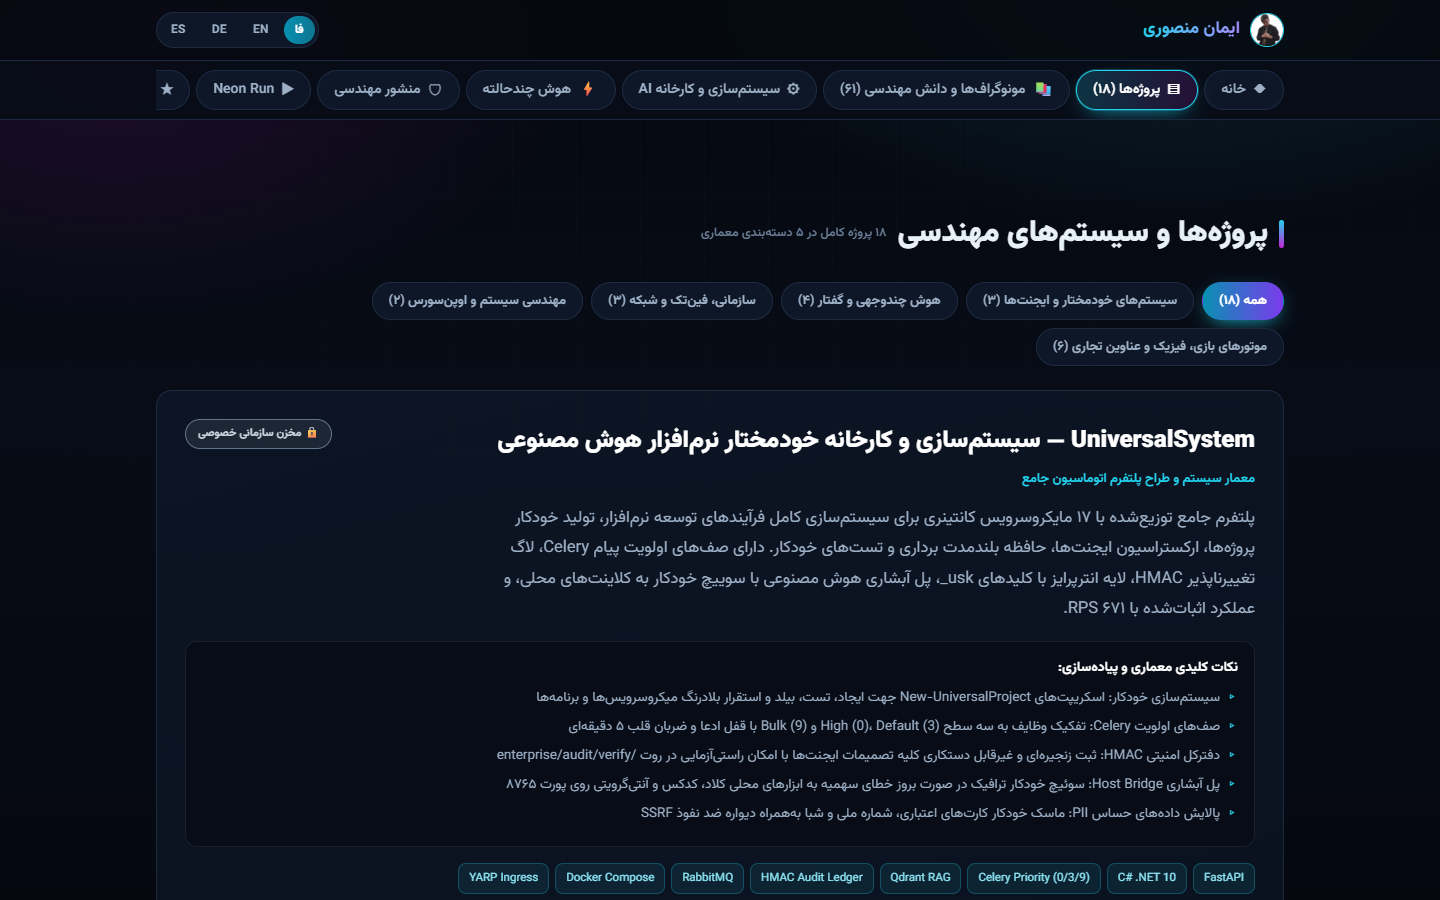 ایمان منصوری
فا EN DE ES
خانه
پروژه‌ها (۱۸)
مونوگراف‌ها و دانش مهندسی (۶۱)
سیستم‌سازی و کارخانه AI
هوش چندحالته
منشور مهندسی
Neon Run
پروژه‌ها و سیستم‌های مهندسی
۱۸ پروژه کامل در ۵ دسته‌بندی معماری
همه (۱۸)
سیستم‌های خودمختار و ایجنت‌ها (۳)
هوش چندوجهی و گفتار (۴)
سازمانی، فین‌تک و شبکه (۳)
مهندسی سیستم و اوپن‌سورس (۲)
موتورهای بازی، فیزیک و عناوین تجاری (۶)
UniversalSystem — سیستم‌سازی و کارخانه خودمختار نرم‌افزار هوش مصنوعی
مخزن سازمانی خصوصی
معمار سیستم و طراح پلتفرم اتوماسیون جامع
پلتفرم جامع توزیع‌شده با ۱۷ مایکروسرویس کانتینری برای سیستم‌سازی کامل فرآیندهای توسعه نرم‌افزار، تولید خودکار
پروژه‌ها، ارکستراسیون ایجنت‌ها، حافظه بلندمدت برداری و تست‌های خودکار. دارای صف‌های اولویت پیام Celery، لاگ
تغییرناپذیر HMAC، لایه انترپرایز با کلیدهای usk_، پل آبشاری هوش مصنوعی با سوییچ خودکار به کلاینت‌های محلی، و
عملکرد اثبات‌شده با ۶۷۱ RPS.
نکات کلیدی معماری و پیاده‌سازی:
سیستم‌سازی خودکار: اسکریپت‌های New-UniversalProject جهت ایجاد، تست، بیلد و استقرار بلادرنگ میکروسرویس‌ها و برنامه‌ها
صف‌های اولویت Celery: تفکیک وظایف به سه سطح High (0)، Default (3) و Bulk (9) با قفل ادعا و ضربان قلب ۵ دقیقه‌ای
دفترکل امنیتی HMAC: ثبت زنجیره‌ای و غیرقابل دستکاری کلیه تصمیمات ایجنت‌ها با امکان راستی‌آزمایی در روت /enterprise/audit/verify
پل آبشاری Host Bridge: سوئیچ خودکار ترافیک در صورت بروز خطای سهمیه به ابزارهای محلی کلاد، کدکس و آنتی‌گرویتی روی پورت ۸۷۶۵
پالایش داده‌های حساس PII: ماسک خودکار کارت‌های اعتباری، شماره ملی و شبا به‌همراه دیواره ضد نفوذ SSRF
FastAPI
C# .NET 10
Celery Priority (0/3/9)
Qdrant RAG
HMAC Audit Ledger
RabbitMQ
Docker Compose
YARP Ingress